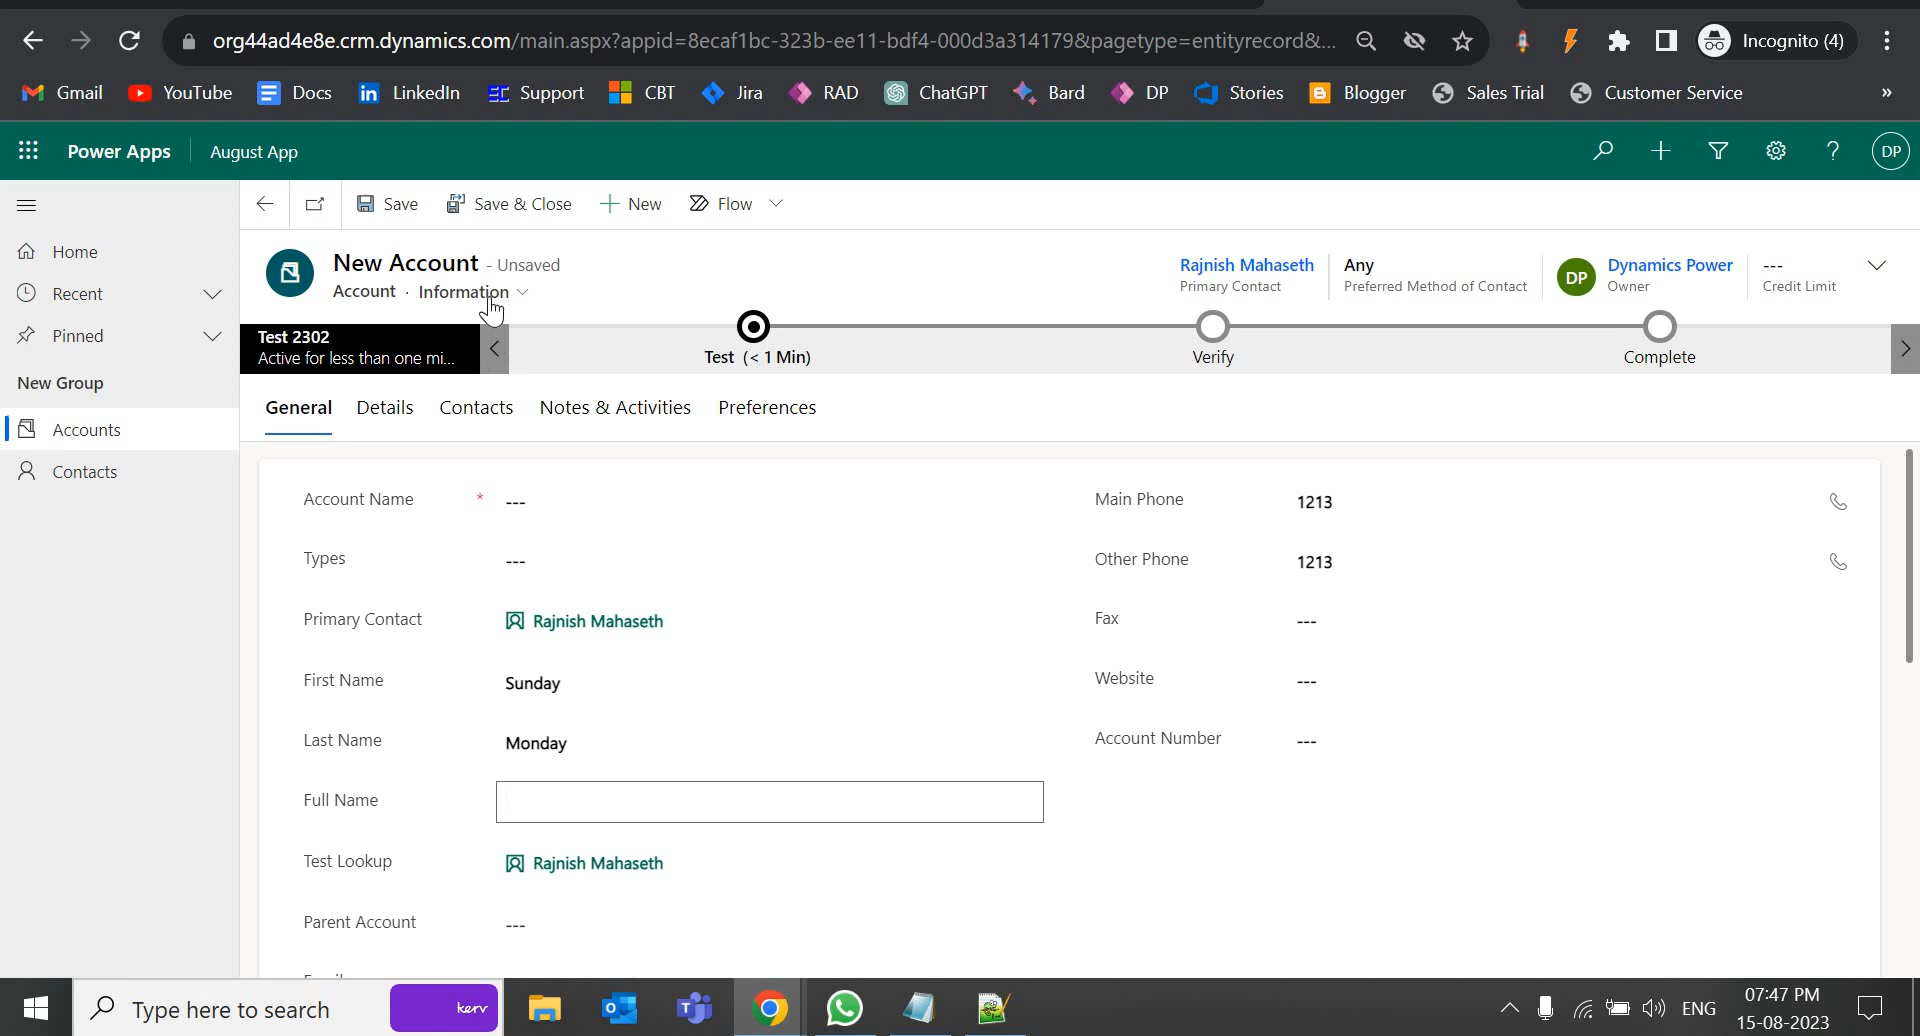 org44ad4e8e.crm.dynamics.com/main.aspx?appid=8ecaf1bc-323b-ee11-bdf4-000d3a314179&pagetype=entityrecord&...
Incognito (4)
Gmail
YouTube
Docs
LinkedIn
Support
CBT
Jira
RAD
ChatGPT
Bard
DP
Stories
Blogger
Sales Trial
Customer Service
»
Power Apps
August App
DP
Save
Save & Close
New
Flow
Home
Recent
Pinned
New Group
Accounts
Contacts
New Account - Unsaved
Account · Information
Rajnish Mahaseth
Primary Contact
Any
Preferred Method of Contact
DP
Dynamics Power
Owner
---
Credit Limit
Test 2302
Active for less than one mi...
Test (< 1 Min)
Verify
Complete
General
Details
Contacts
Notes & Activities
Preferences
Account Name * ---
Main Phone 1213
Types ---
Other Phone 1213
Primary Contact Rajnish Mahaseth
Fax ---
First Name Sunday
Website ---
Last Name Monday
Account Number ---
Full Name
Test Lookup Rajnish Mahaseth
Parent Account ---
Type here to search
kerv
ENG
07:47 PM
15-08-2023